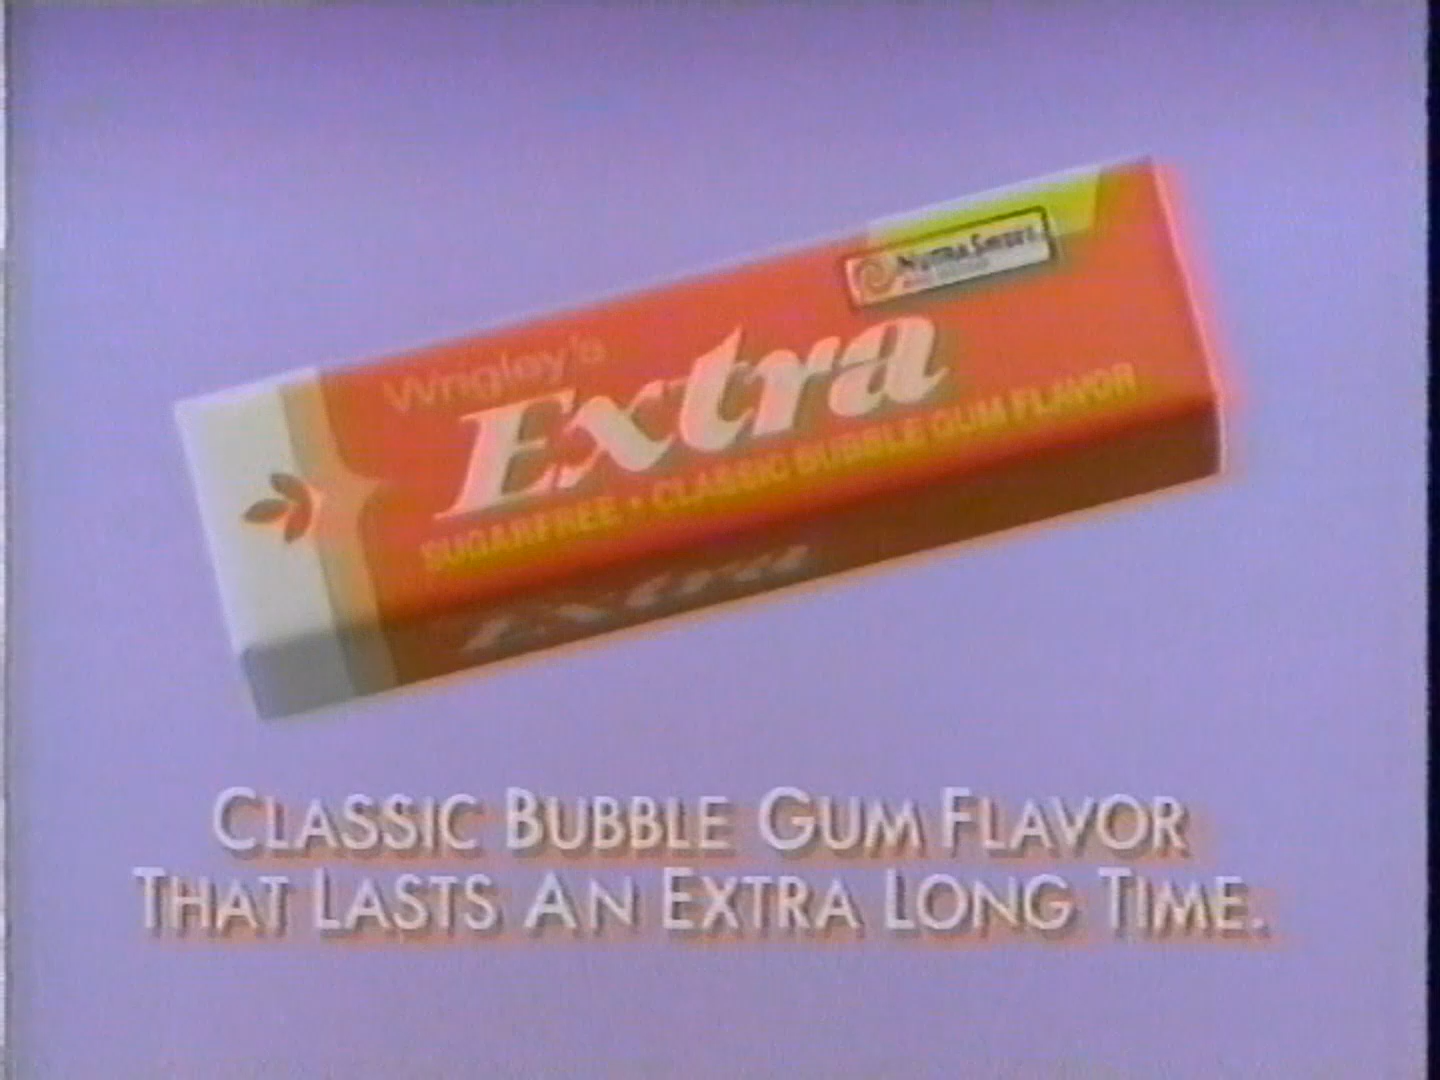 Wrigley's
Extra
NutraSweet
SUGARFREE • CLASSIC BUBBLE GUM FLAVOR
Extra
CLASSIC BUBBLE GUM FLAVOR
THAT LASTS AN EXTRA LONG TIME.